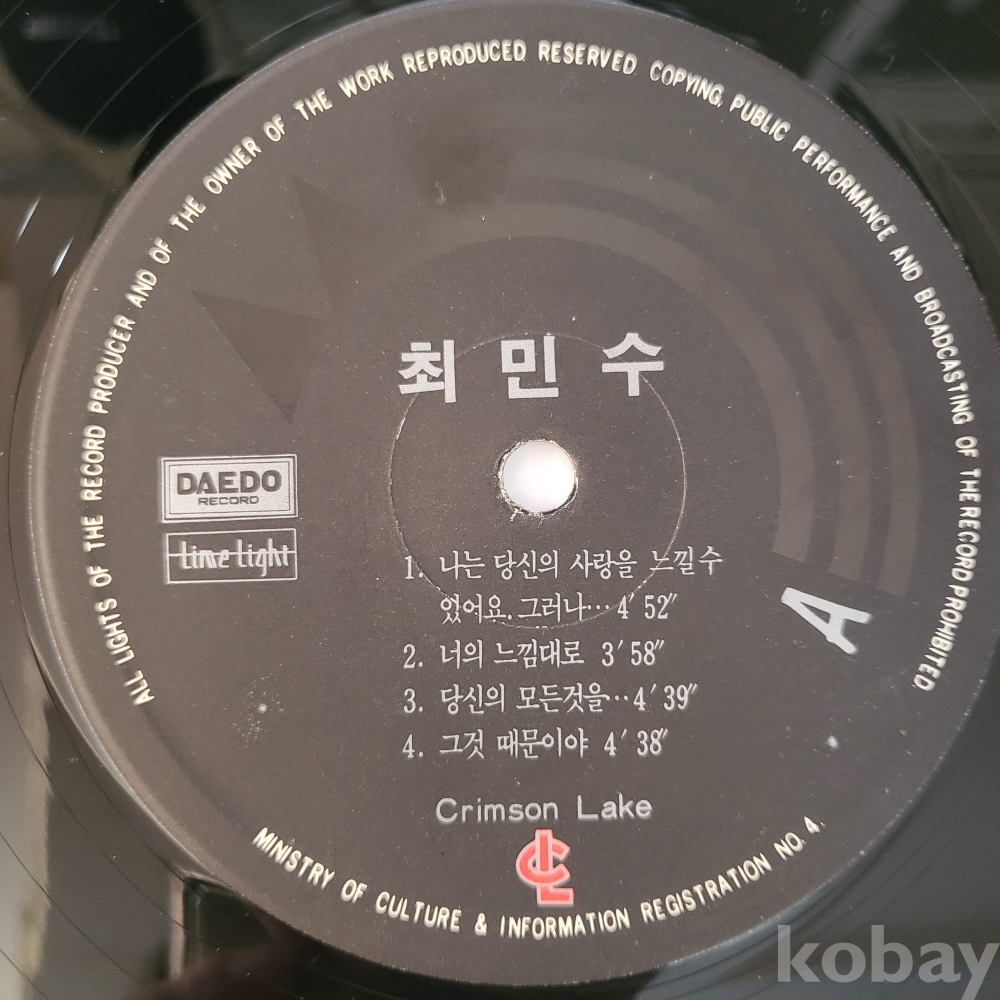 ALL LIGHTS OF THE RECORD PRODUCER AND OF THE OWNER OF THE WORK REPRODUCED RESERVED COPYING, PUBLIC PERFORMANCE AND BROADCASTING OF THE RECORD PROHIBITED.
최민수
DAEDO
RECORD
Lime Light
1. 나는 당신의 사랑을 느낄수
있어요. 그러나··· 4′ 52″
2. 너의 느낌대로 3′ 58″
3. 당신의 모든것을··4′ 39″
4. 그것 때문이야 4′ 38″
A
Crimson Lake
CL
MINISTRY OF CULTURE & INFORMATION REGISTRATION NO. 4.
kobay